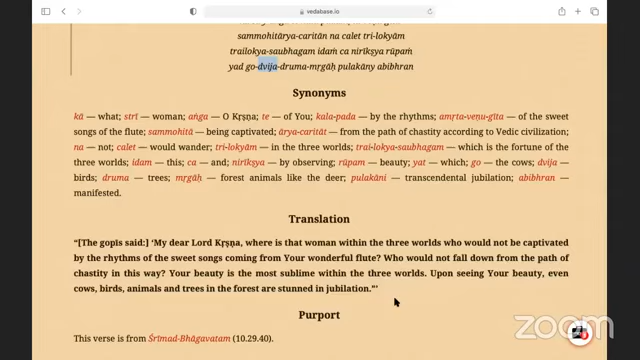 vedabase.io
sammohitārya-caritān na calet tri-lokyām
trailokya-saubhagam idaṁ ca nirīkṣya rūpaṁ
yad go-dvija-druma-mṛgāḥ pulakāny abibhran
Synonyms
kā — what; strī — woman; aṅga — O Kṛṣṇa; te — of You; kala-pada — by the rhythms; amṛta-veṇu-gīta — of the sweet
songs of the flute; sammohitā — being captivated; ārya-caritāt — from the path of chastity according to Vedic civilization;
na — not; calet — would wander; tri-lokyām — in the three worlds; trai-lokya-saubhagam — which is the fortune of the
three worlds; idam — this; ca — and; nirīkṣya — by observing; rūpam — beauty; yat — which; go — the cows; dvija —
birds; druma — trees; mṛgāḥ — forest animals like the deer; pulakāni — transcendental jubilation; abibhran —
manifested.
Translation
“[The gopīs said:] ‘My dear Lord Kṛṣṇa, where is that woman within the three worlds who would not be captivated
by the rhythms of the sweet songs coming from Your wonderful flute? Who would not fall down from the path of
chastity in this way? Your beauty is the most sublime within the three worlds. Upon seeing Your beauty, even
cows, birds, animals and trees in the forest are stunned in jubilation.”’
Purport
This verse is from Śrīmad-Bhāgavatam (10.29.40).
zoom